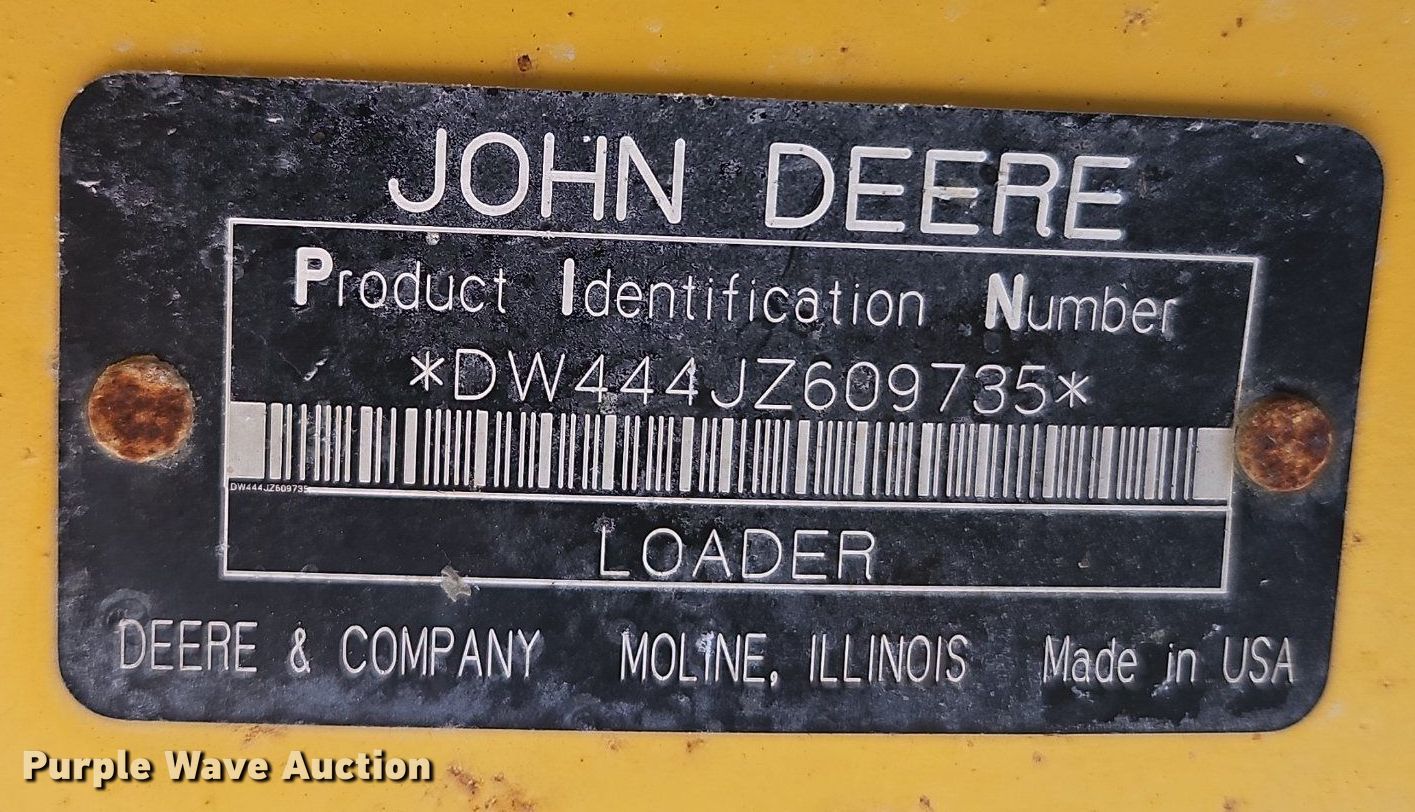 JOHN DEERE
Product Identification Number
*DW444JZ609735*
DW444JZ609735
LOADER
DEERE & COMPANY MOLINE, ILLINOIS Made in USA
Purple Wave Auction